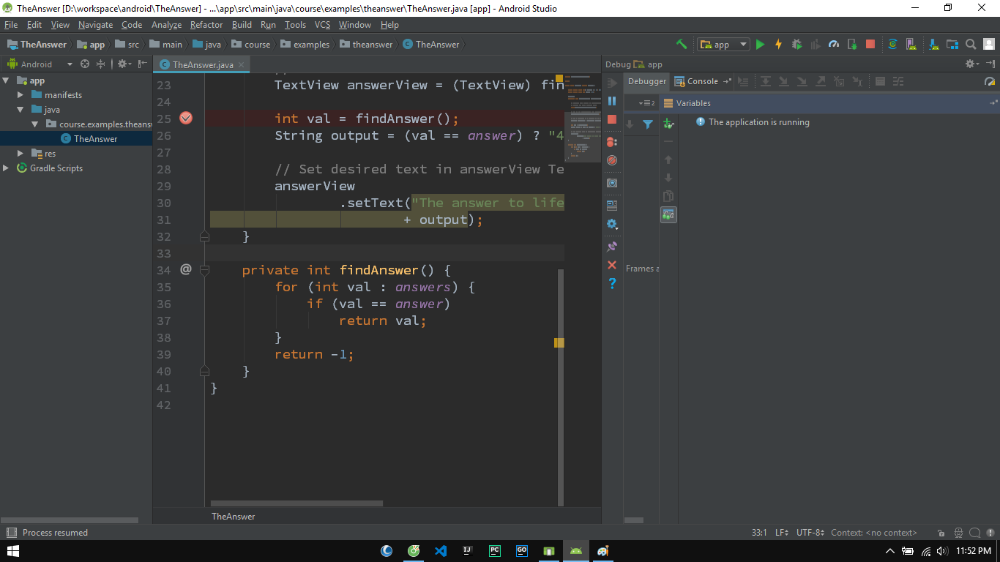 TheAnswer [D:\workspace\android\TheAnswer] - ...\app\src\main\java\course\examples\theanswer\TheAnswer.java [app] - Android Studio
File Edit View Navigate Code Analyze Refactor Build Run Tools VCS Window Help
TheAnswer app src main java course examples theanswer TheAnswer app
Android TheAnswer.java Debug app
app
manifests
java
course.examples.theansw
TheAnswer
res
Gradle Scripts
23 TextView answerView = (TextView) fin
24
25 int val = findAnswer();
26 String output = (val == answer) ? "4
27
28 // Set desired text in answerView Te
29 answerView
30 .setText("The answer to life
31 + output);
32 }
33
34 @ private int findAnswer() {
35 for (int val : answers) {
36 if (val == answer)
37 return val;
38 }
39 return -1;
40 }
41 }
42
TheAnswer
Debugger Console
2 Variables
The application is running
Frames a
Process resumed 33:1 LF UTF-8 Context: <no context>
IJ PC GO 11:52 PM